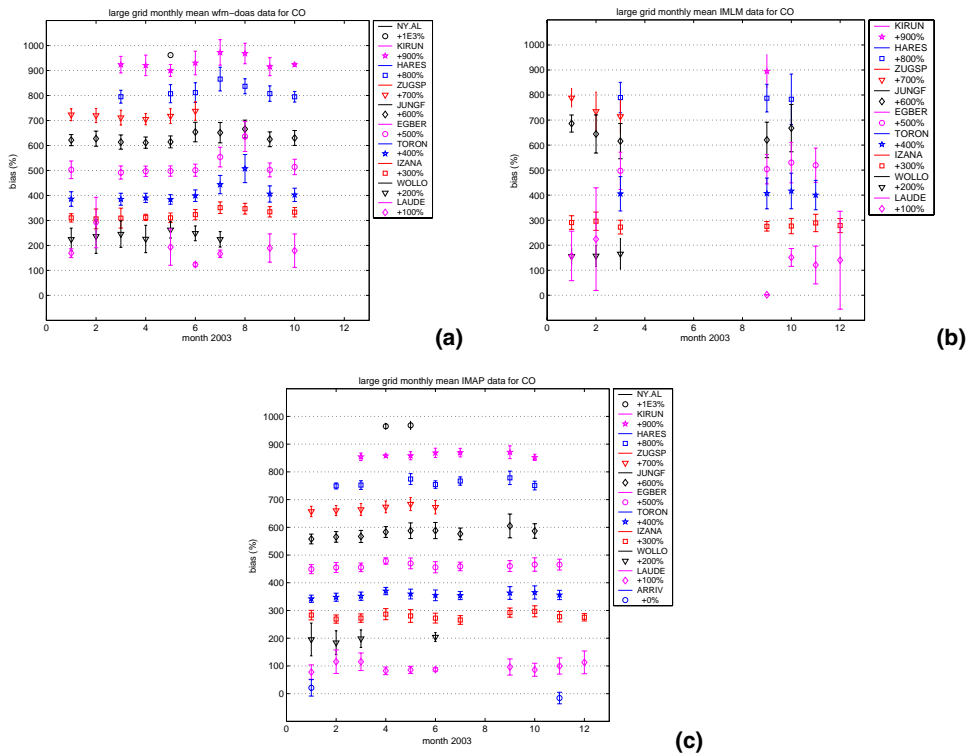 large grid monthly mean wfm-doas data for CO
bias (%)
1000
900
800
700
600
500
400
300
200
100
0
0
2
4
6
8
10
12
month 2003
NY.AL
+1E3%
KIRUN
+900%
HARES
+800%
ZUGSP
+700%
JUNGF
+600%
EGBER
+500%
TORON
+400%
IZANA
+300%
WOLLO
+200%
LAUDE
+100%
(a)
large grid monthly mean IMLM data for CO
bias (%)
1000
900
800
700
600
500
400
300
200
100
0
0
2
4
6
8
10
12
month 2003
KIRUN
+900%
HARES
+800%
ZUGSP
+700%
JUNGF
+600%
EGBER
+500%
TORON
+400%
IZANA
+300%
WOLLO
+200%
LAUDE
+100%
(b)
large grid monthly mean IMAP data for CO
bias (%)
1000
900
800
700
600
500
400
300
200
100
0
0
2
4
6
8
10
12
month 2003
NY.AL
+1E3%
KIRUN
+900%
HARES
+800%
ZUGSP
+700%
JUNGF
+600%
EGBER
+500%
TORON
+400%
IZANA
+300%
WOLLO
+200%
LAUDE
+100%
ARRIV
+0%
(c)